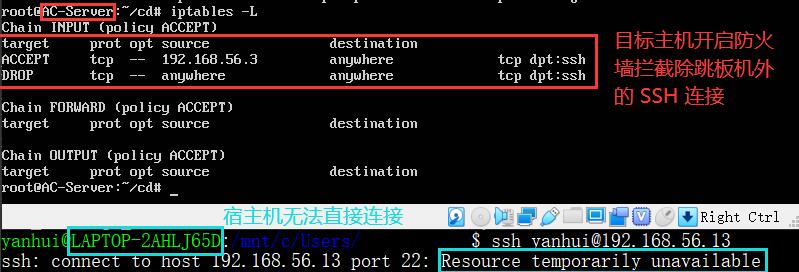 root@AC-Server:~/cd# iptables -L
Chain INPUT (policy ACCEPT)
target prot opt source destination
ACCEPT tcp -- 192.168.56.3 anywhere tcp dpt:ssh
DROP tcp -- anywhere anywhere tcp dpt:ssh
目标主机开启防火
墙拦截除跳板机外
的 SSH 连接
Chain FORWARD (policy ACCEPT)
target prot opt source destination
Chain OUTPUT (policy ACCEPT)
target prot opt source destination
root@AC-Server:~/cd# _
宿主机无法直接连接
Right Ctrl
yanhui@LAPTOP-2AHLJ65D:/mnt/c/Users/ $ ssh yanhui@192.168.56.13
ssh: connect to host 192.168.56.13 port 22: Resource temporarily unavailable